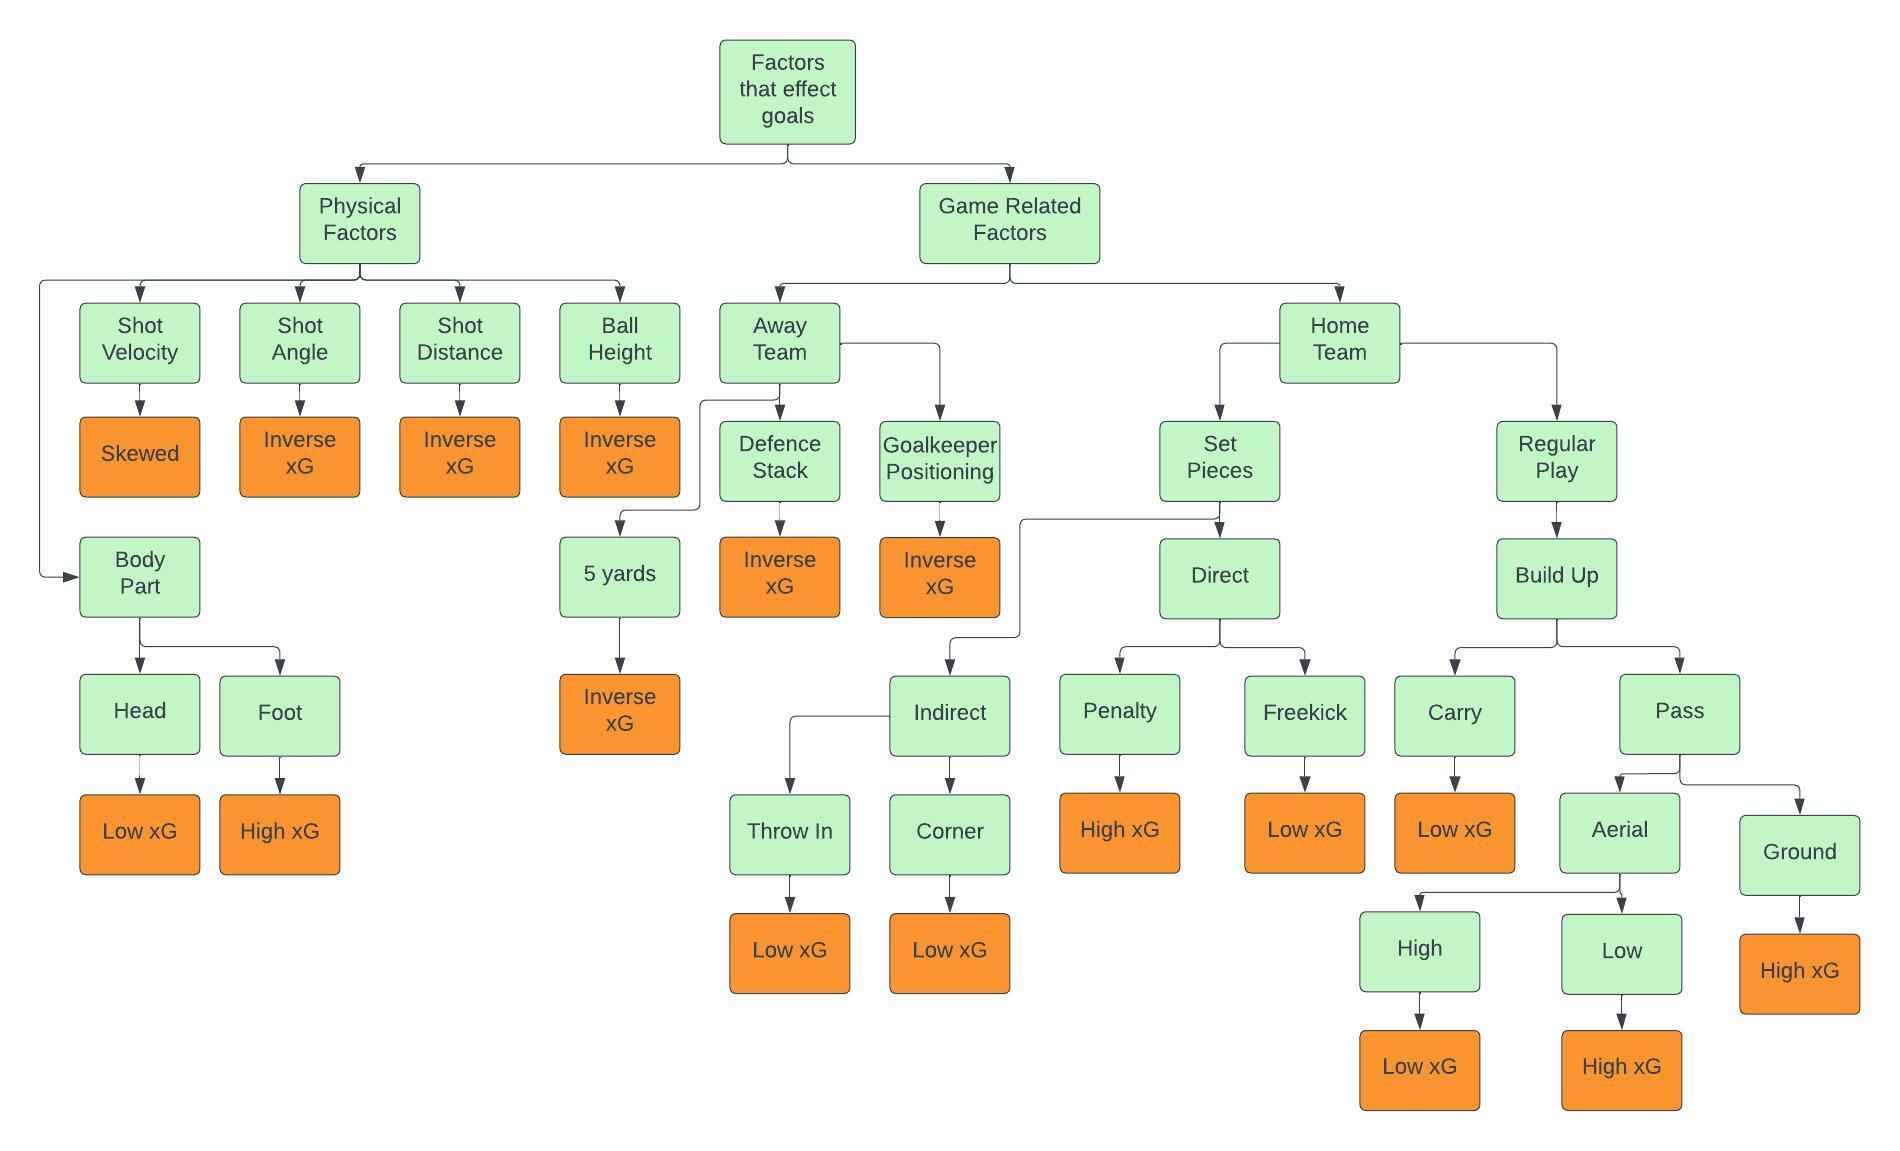 Factors
that effect
goals
Physical
Factors
Game Related
Factors
Shot
Velocity
Shot
Angle
Shot
Distance
Ball
Height
Away
Team
Home
Team
Skewed
Inverse
xG
Inverse
xG
Inverse
xG
Defence
Stack
Goalkeeper
Positioning
Set
Pieces
Regular
Play
Body
Part
5 yards
Inverse
xG
Inverse
xG
Direct
Build Up
Head
Foot
Inverse
xG
Indirect
Penalty
Freekick
Carry
Pass
Low xG
High xG
Throw In
Corner
High xG
Low xG
Low xG
Aerial
Ground
Low xG
Low xG
High
Low
High xG
Low xG
High xG